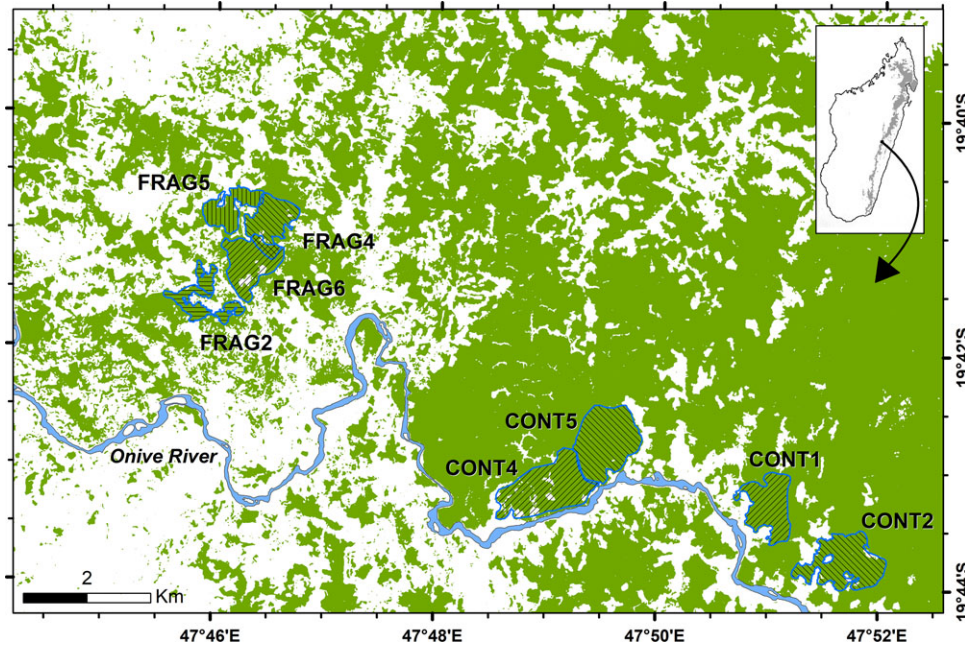 19°40'S
FRAG5
FRAG4
FRAG6
FRAG2
19°42'S
CONT5
Onive River
CONT4
CONT1
CONT2
2
Km
19°44'S
47°46'E
47°48'E
47°50'E
47°52'E